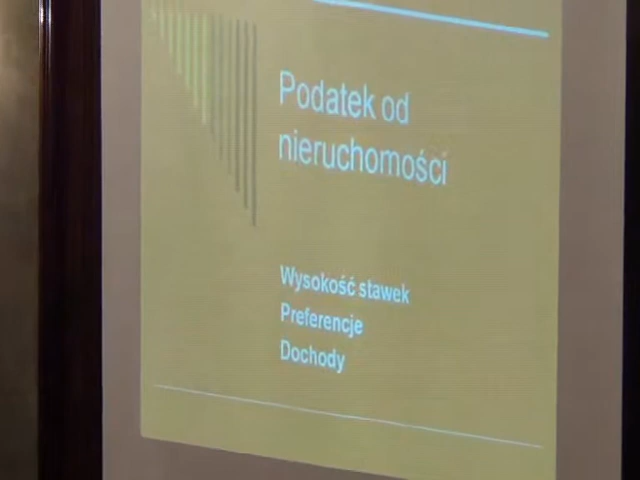 Podatek od
nieruchomości
Wysokość stawek
Preferencje
Dochody